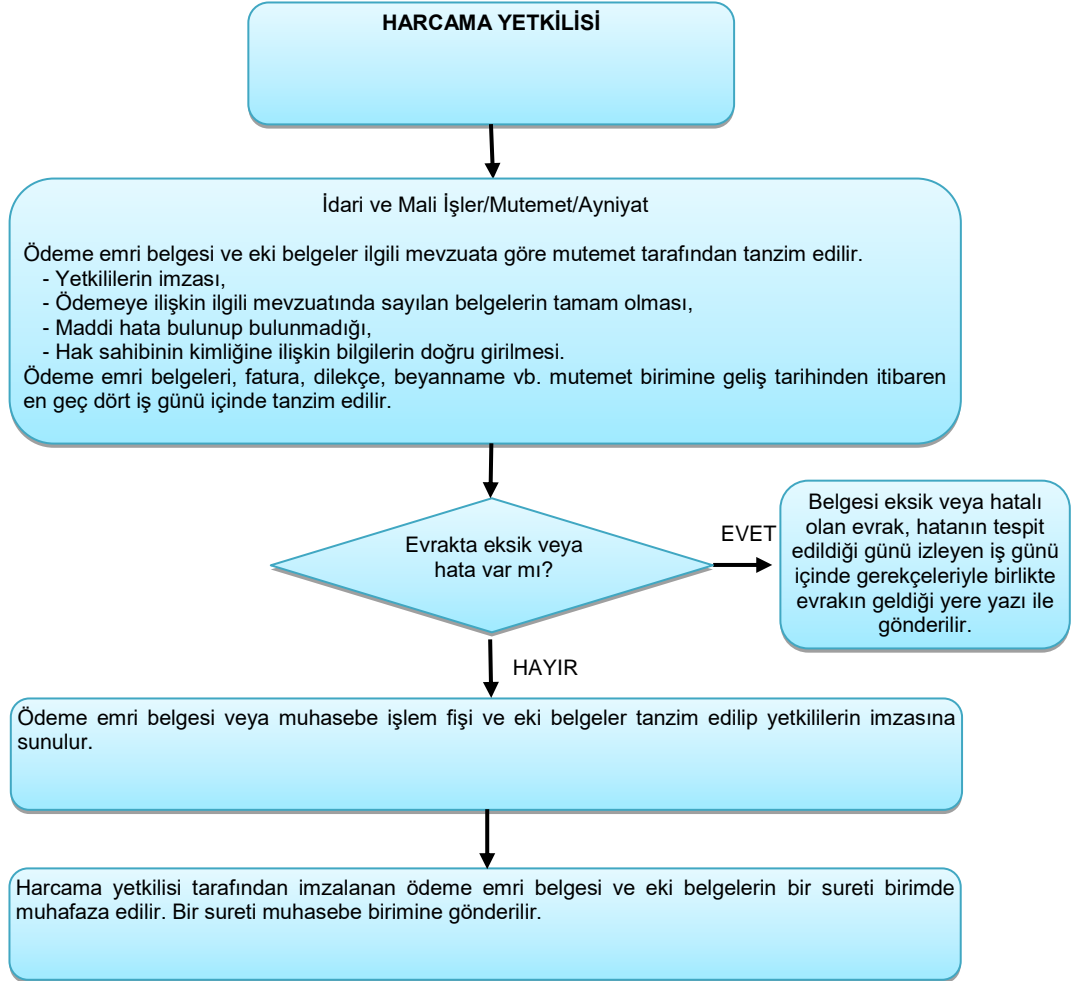 HARCAMA YETKİLİSİ
İdari ve Mali İşler/Mutemet/Ayniyat
Ödeme emri belgesi ve eki belgeler ilgili mevzuata göre mutemet tarafından tanzim edilir.
- Yetkililerin imzası,
- Ödemeye ilişkin ilgili mevzuatında sayılan belgelerin tamam olması,
- Maddi hata bulunup bulunmadığı,
- Hak sahibinin kimliğine ilişkin bilgilerin doğru girilmesi.
Ödeme emri belgeleri, fatura, dilekçe, beyanname vb. mutemet birimine geliş tarihinden itibaren
en geç dört iş günü içinde tanzim edilir.
Evrakta eksik veya
hata var mı?
EVET
Belgesi eksik veya hatalı
olan evrak, hatanın tespit
edildiği günü izleyen iş günü
içinde gerekçeleriyle birlikte
evrakın geldiği yere yazı ile
gönderilir.
HAYIR
Ödeme emri belgesi veya muhasebe işlem fişi ve eki belgeler tanzim edilip yetkililerin imzasına
sunulur.
Harcama yetkilisi tarafından imzalanan ödeme emri belgesi ve eki belgelerin bir sureti birimde
muhafaza edilir. Bir sureti muhasebe birimine gönderilir.